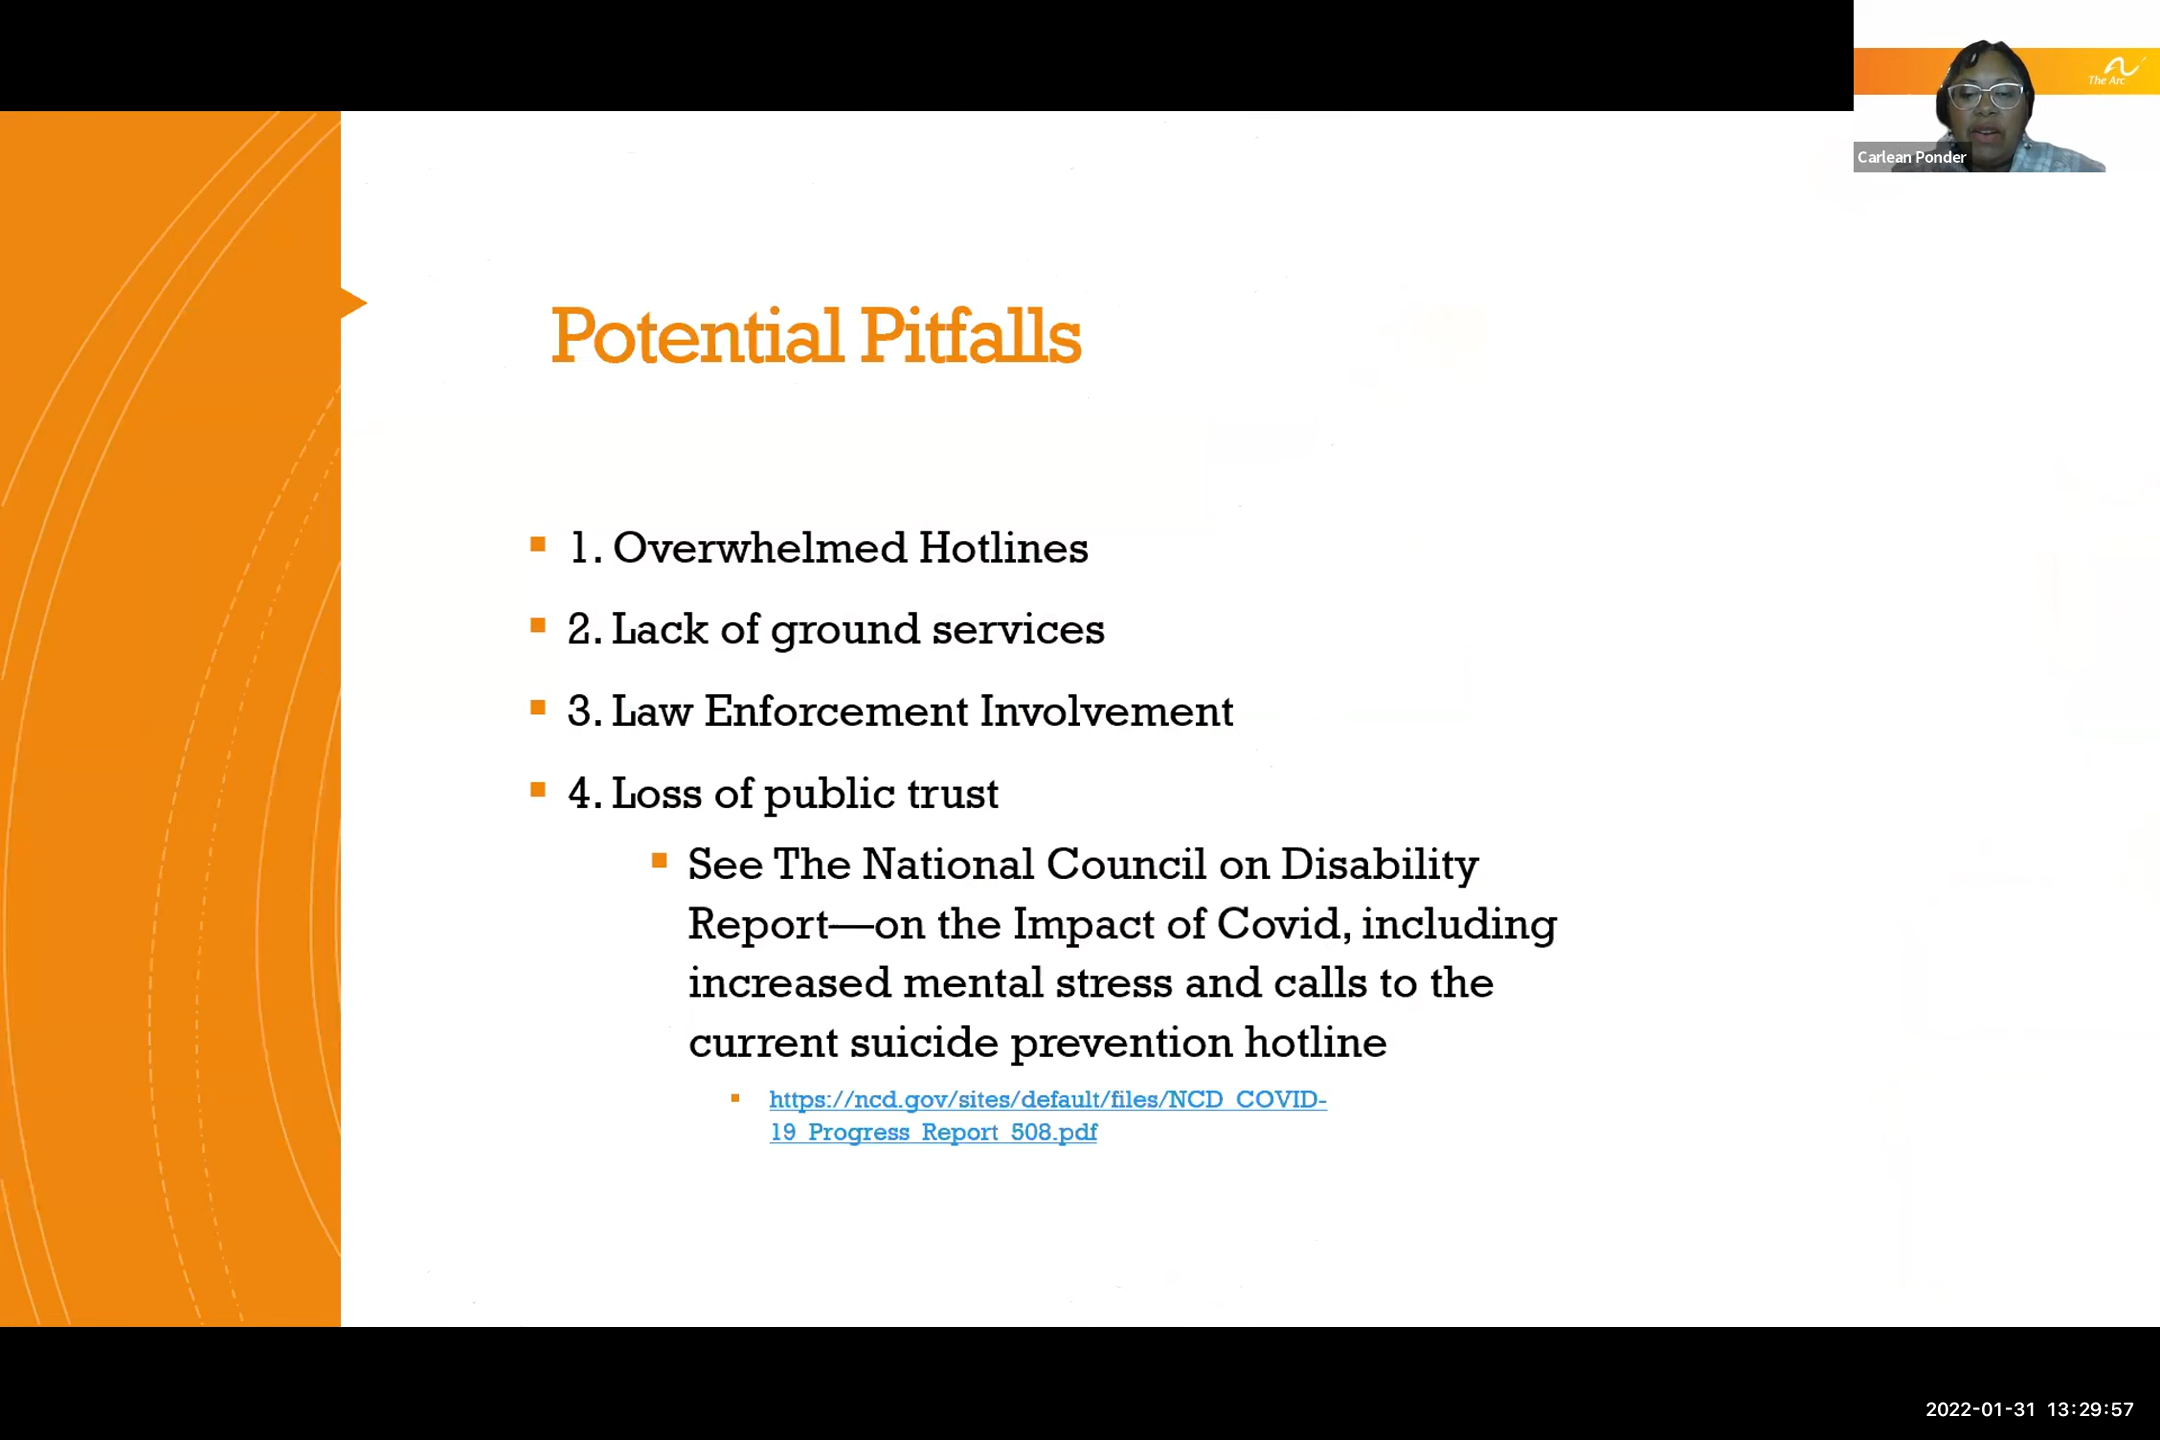 The Arc
Carlean Ponder
Potential Pitfalls
1. Overwhelmed Hotlines
2. Lack of ground services
3. Law Enforcement Involvement
4. Loss of public trust
See The National Council on Disability
Report—on the Impact of Covid, including
increased mental stress and calls to the
current suicide prevention hotline
https://ncd.gov/sites/default/files/NCD_COVID-
19_Progress_Report_508.pdf
2022-01-31 13:29:57